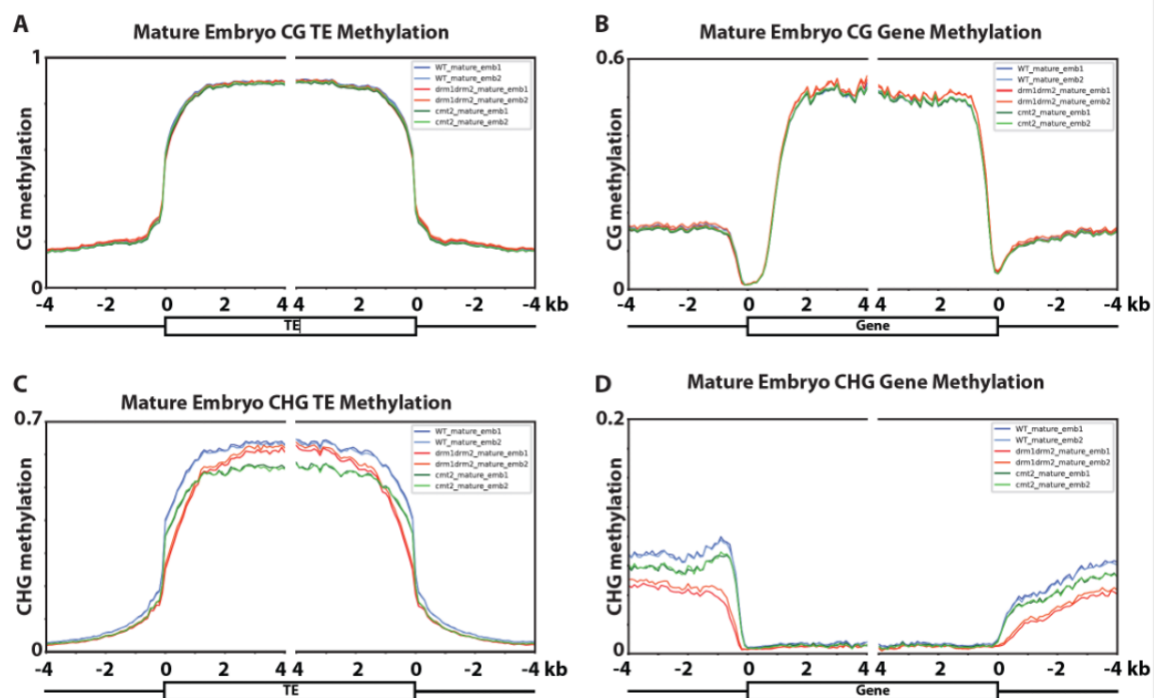 A
Mature Embryo CG TE Methylation
1
CG methylation
WT_mature_emb1
WT_mature_emb2
drm1drm2_mature_emb1
drm1drm2_mature_emb2
cmt2_mature_emb1
cmt2_mature_emb2
0
-4 -2 0 2 4 4 2 0 -2 -4 kb
TE
B
Mature Embryo CG Gene Methylation
0.6
CG methylation
WT_mature_emb1
WT_mature_emb2
drm1drm2_mature_emb1
drm1drm2_mature_emb2
cmt2_mature_emb1
cmt2_mature_emb2
0
-4 -2 0 2 4 4 2 0 -2 -4 kb
Gene
C
Mature Embryo CHG TE Methylation
0.7
CHG methylation
WT_mature_emb1
WT_mature_emb2
drm1drm2_mature_emb1
drm1drm2_mature_emb2
cmt2_mature_emb1
cmt2_mature_emb2
0
-4 -2 0 2 4 4 2 0 -2 -4 kb
TE
D
Mature Embryo CHG Gene Methylation
0.2
CHG methylation
WT_mature_emb1
WT_mature_emb2
drm1drm2_mature_emb1
drm1drm2_mature_emb2
cmt2_mature_emb1
cmt2_mature_emb2
0
-4 -2 0 2 4 4 2 0 -2 -4 kb
Gene